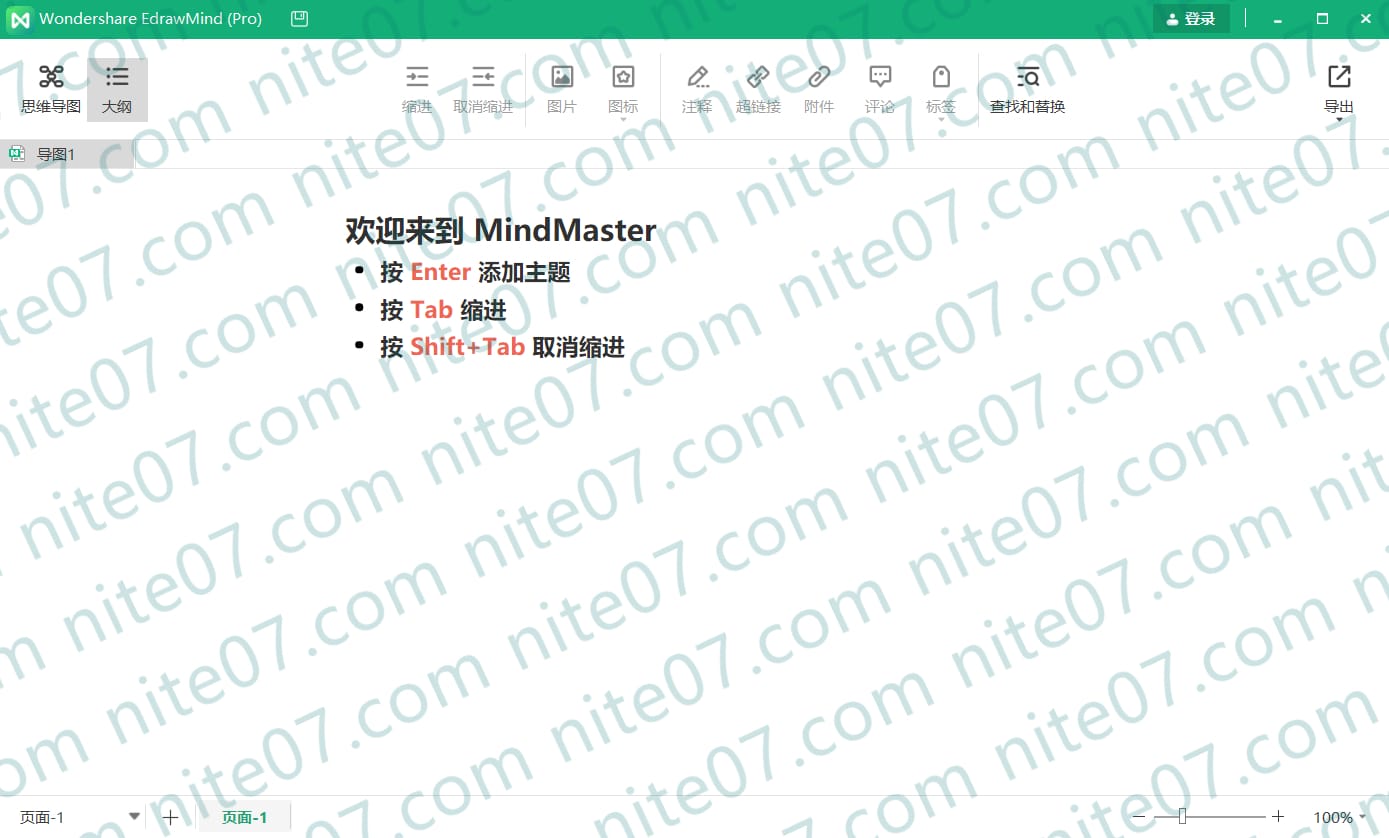 Wondershare EdrawMind (Pro)
登录
思维导图 大纲 缩进 取消缩进 图片 图标 注释 超链接 附件 评论 标签 查找和替换 导出
导图1
欢迎来到 MindMaster
• 按 Enter 添加主题
• 按 Tab 缩进
• 按 Shift+Tab 取消缩进
页面-1 页面-1 100%
nite07.com